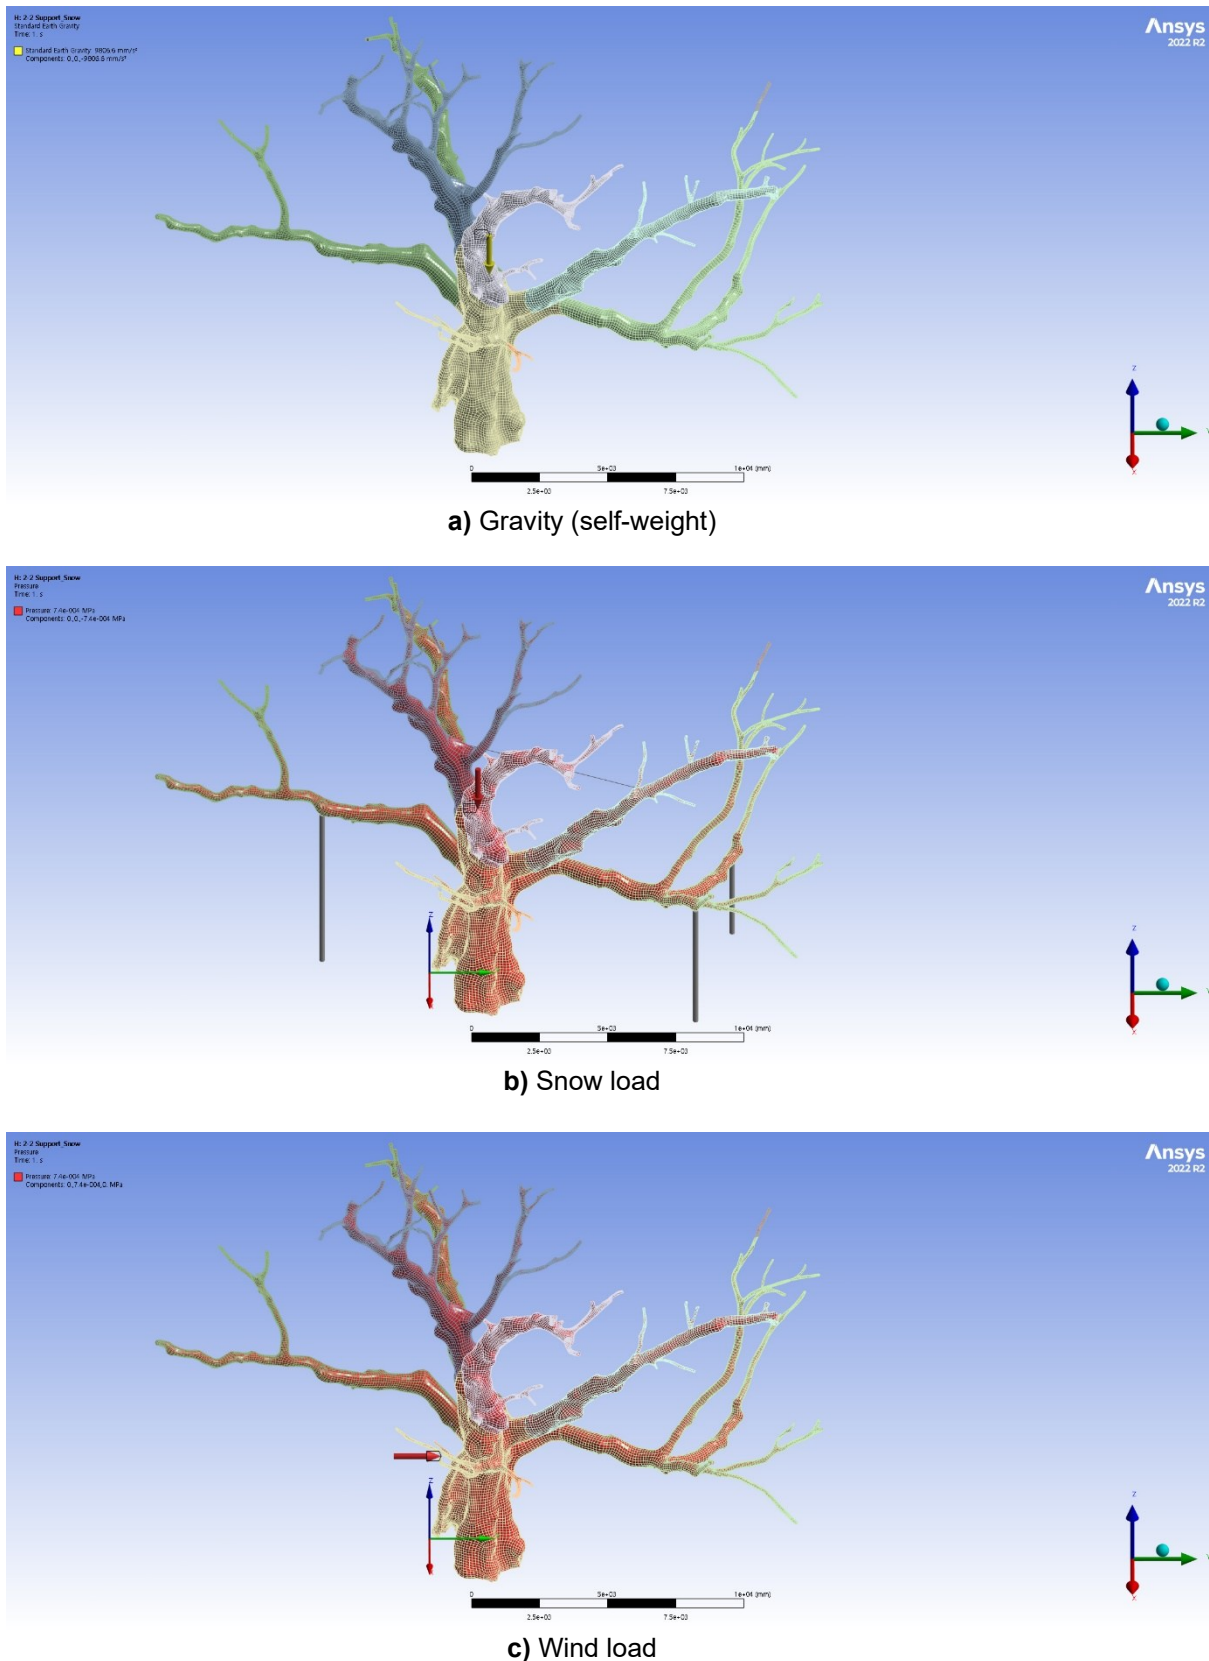 H: 2-2 Support_Snow
Standard Earth Gravity
Time: 1. s
Standard Earth Gravity: 9806.6 mm/s²
Components: 0,0,-9806.6 mm/s²
Ansys
2022 R2
Z
Y
X
0 5e+03 1e+04 (mm)
2.5e+03 7.5e+03
a) Gravity (self-weight)
H: 2-2 Support_Snow
Pressure
Time: 1. s
Pressure: 7.4e-004 MPa
Components: 0,0,-7.4e-004 MPa
Ansys
2022 R2
Z
Z
Y
X
X
0 5e+03 1e+04 (mm)
2.5e+03 7.5e+03
b) Snow load
H: 2-2 Support_Snow
Pressure
Time: 1. s
Pressure: 7.4e-004 MPa
Components: 0,7.4e-004,0. MPa
Ansys
2022 R2
Z
Z
Y
X
X
0 5e+03 1e+04 (mm)
2.5e+03 7.5e+03
c) Wind load